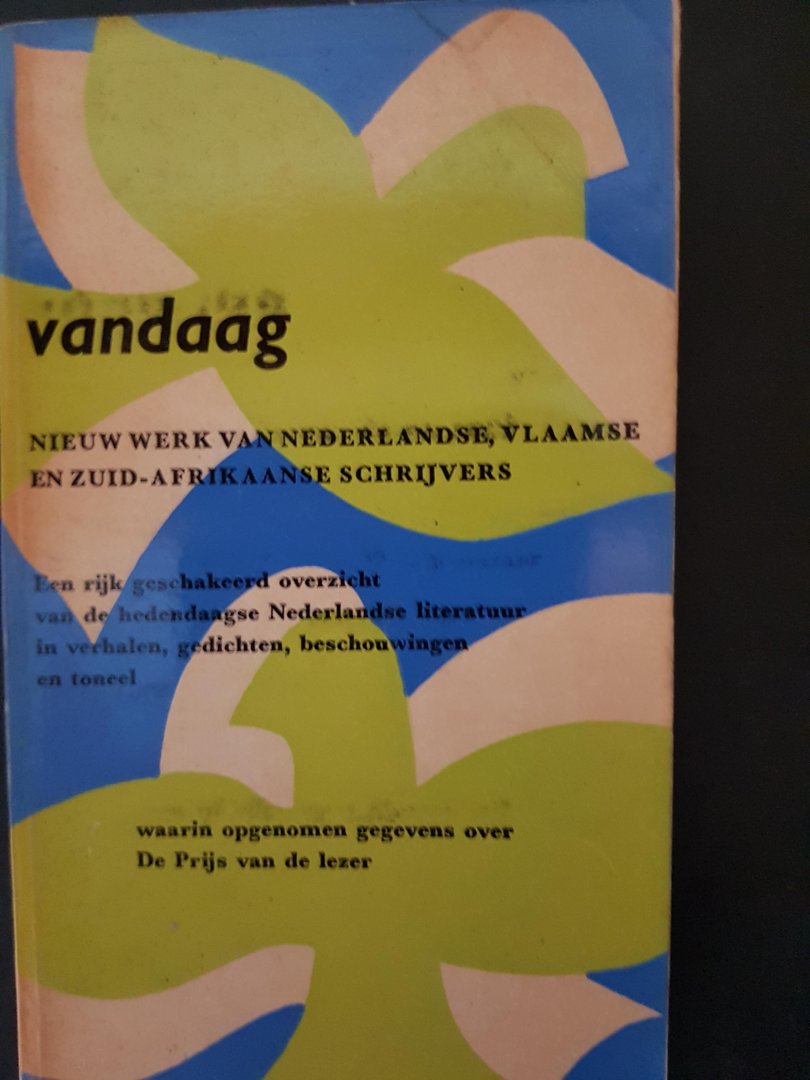 vandaag
NIEUW WERK VAN NEDERLANDSE, VLAAMSE
EN ZUID-AFRIKAANSE SCHRIJVERS
Een rijk geschakeerd overzicht
van de hedendaagse Nederlandse literatuur
in verhalen, gedichten, beschouwingen
en toneel
waarin opgenomen gegevens over
De Prijs van de lezer